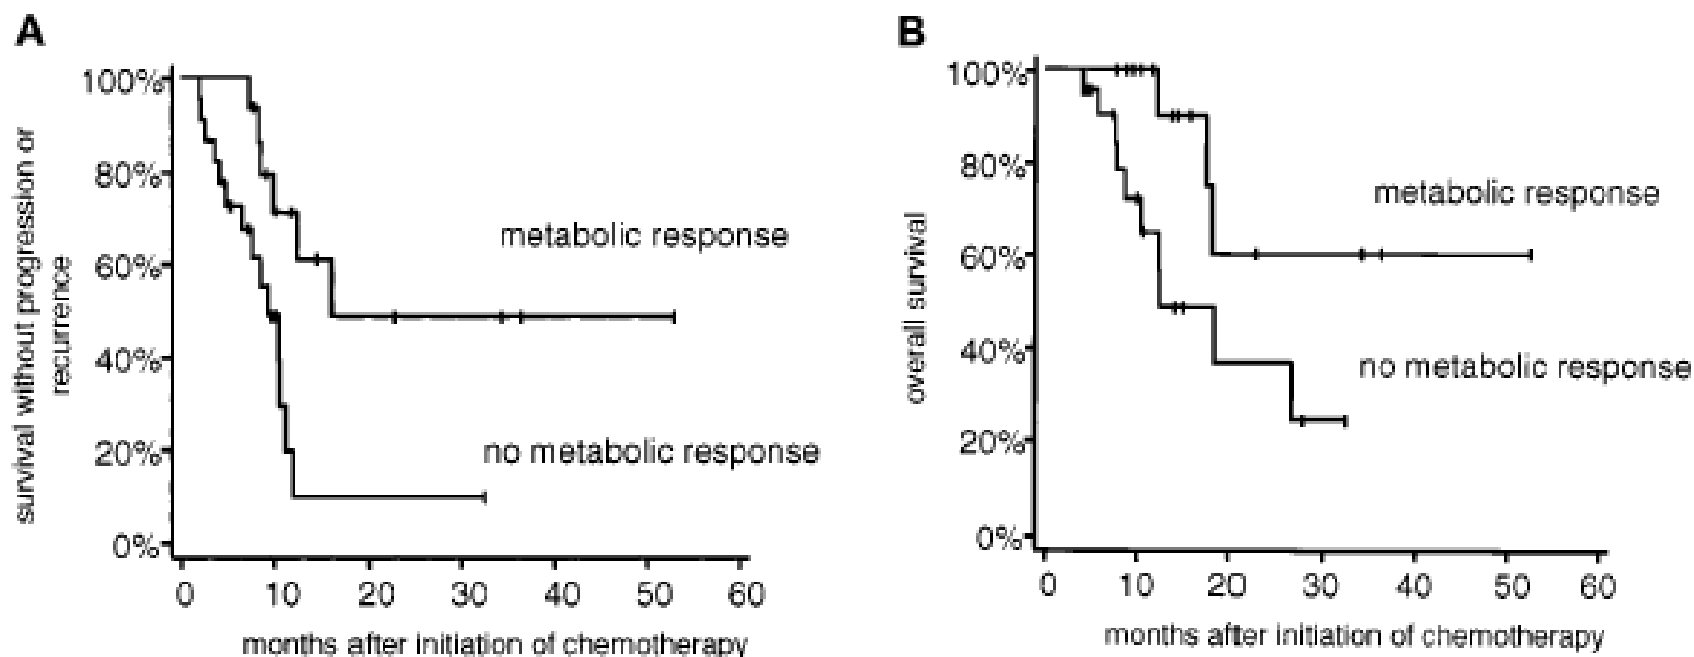 A
100%
80%
60%
40%
20%
0%
survival without progression or
recurrence
metabolic response
no metabolic response
0 10 20 30 40 50 60
months after initiation of chemotherapy
B
100%
80%
60%
40%
20%
0%
overall survival
metabolic response
no metabolic response
0 10 20 30 40 50 60
months after initiation of chemotherapy